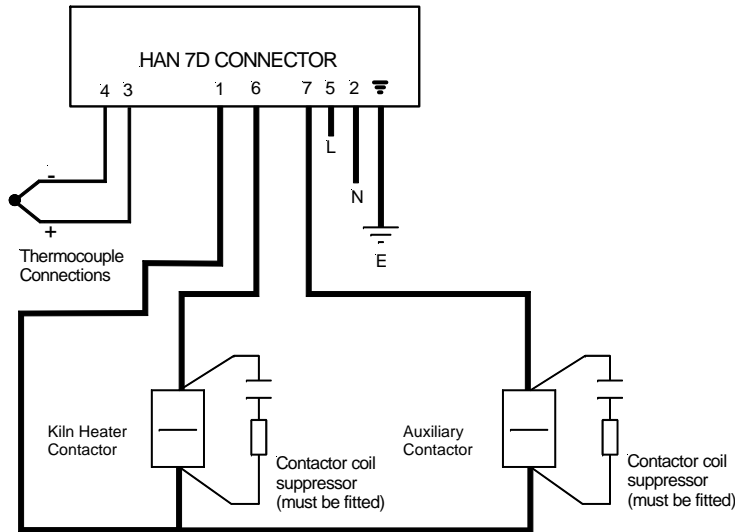 HAN 7D CONNECTOR
4 3 1 6 7 5 2
L
N
E
-
+
Thermocouple
Connections
Kiln Heater
Contactor
Contactor coil
suppressor
(must be fitted)
Auxiliary
Contactor
Contactor coil
suppressor
(must be fitted)